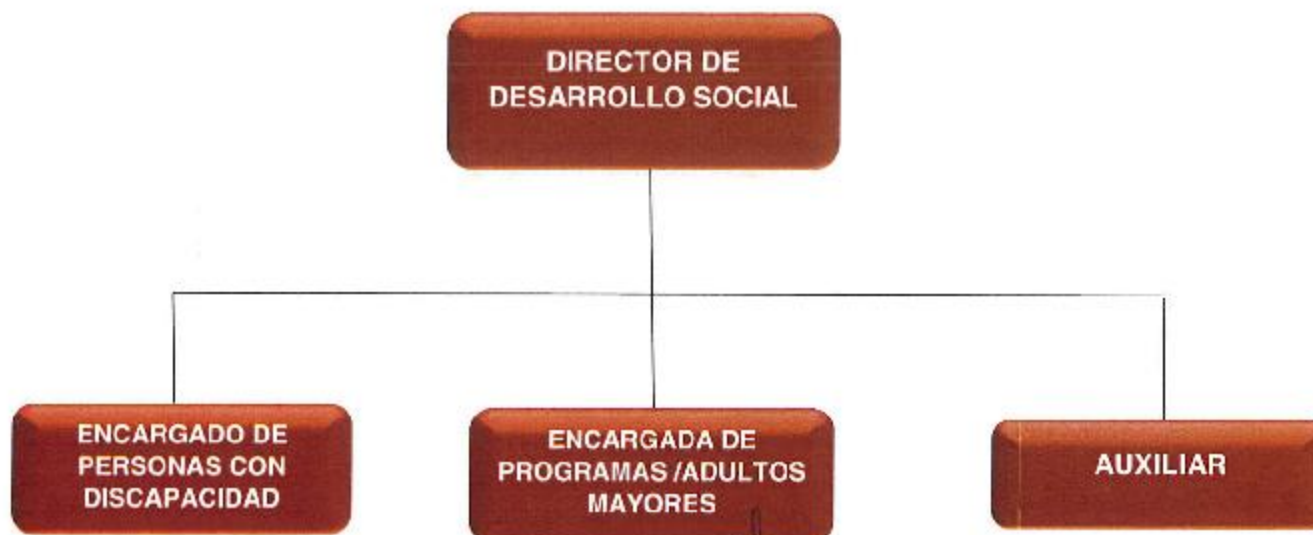 DIRECTOR DE
DESARROLLO SOCIAL
ENCARGADO DE
PERSONAS CON
DISCAPACIDAD
ENCARGADA DE
PROGRAMAS /ADULTOS
MAYORES
AUXILIAR